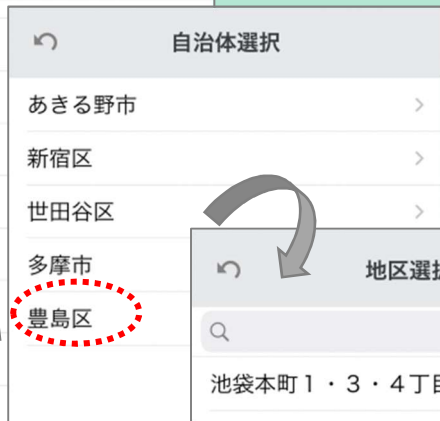 自治体選択
あきる野市
新宿区
世田谷区
多摩市
豊島区
地区選
池袋本町1・3・4丁